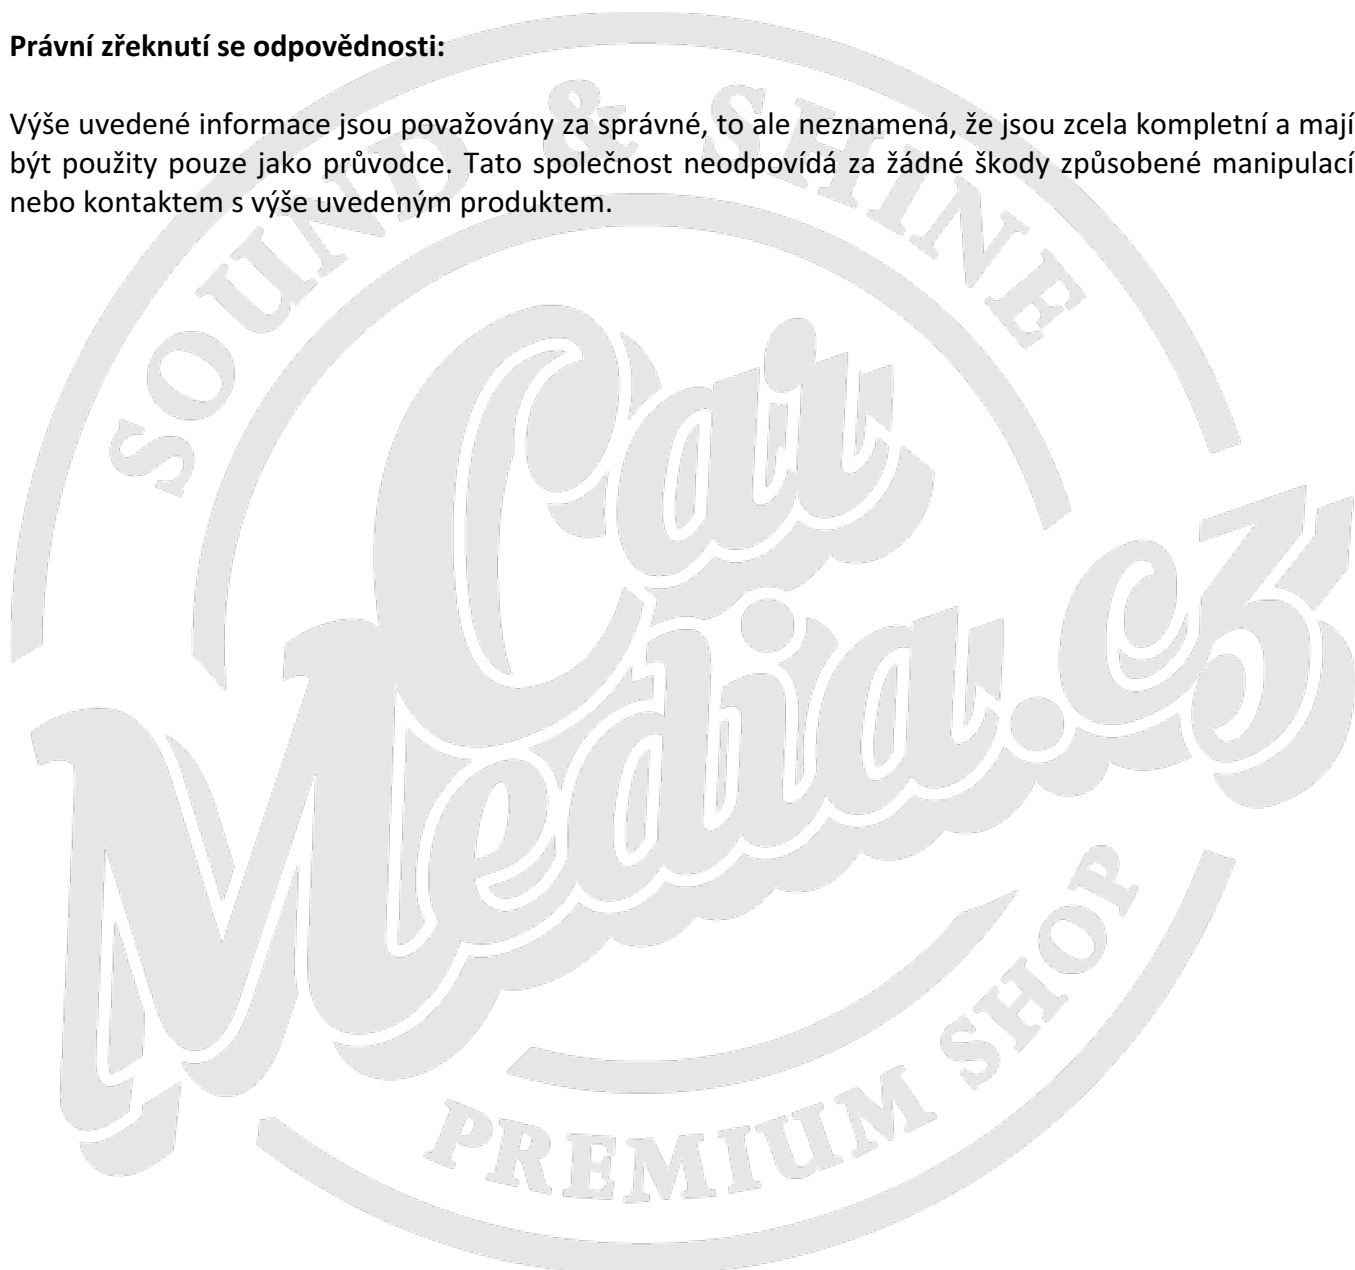 Právní zřeknutí se odpovědnosti:
Výše uvedené informace jsou považovány za správné, to ale neznamená, že jsou zcela kompletní a mají
být použity pouze jako průvodce. Tato společnost neodpovídá za žádné škody způsobené manipulací
nebo kontaktem s výše uvedeným produktem.
SOUND & SHINE
Car
Media.cz
PREMIUM SHOP